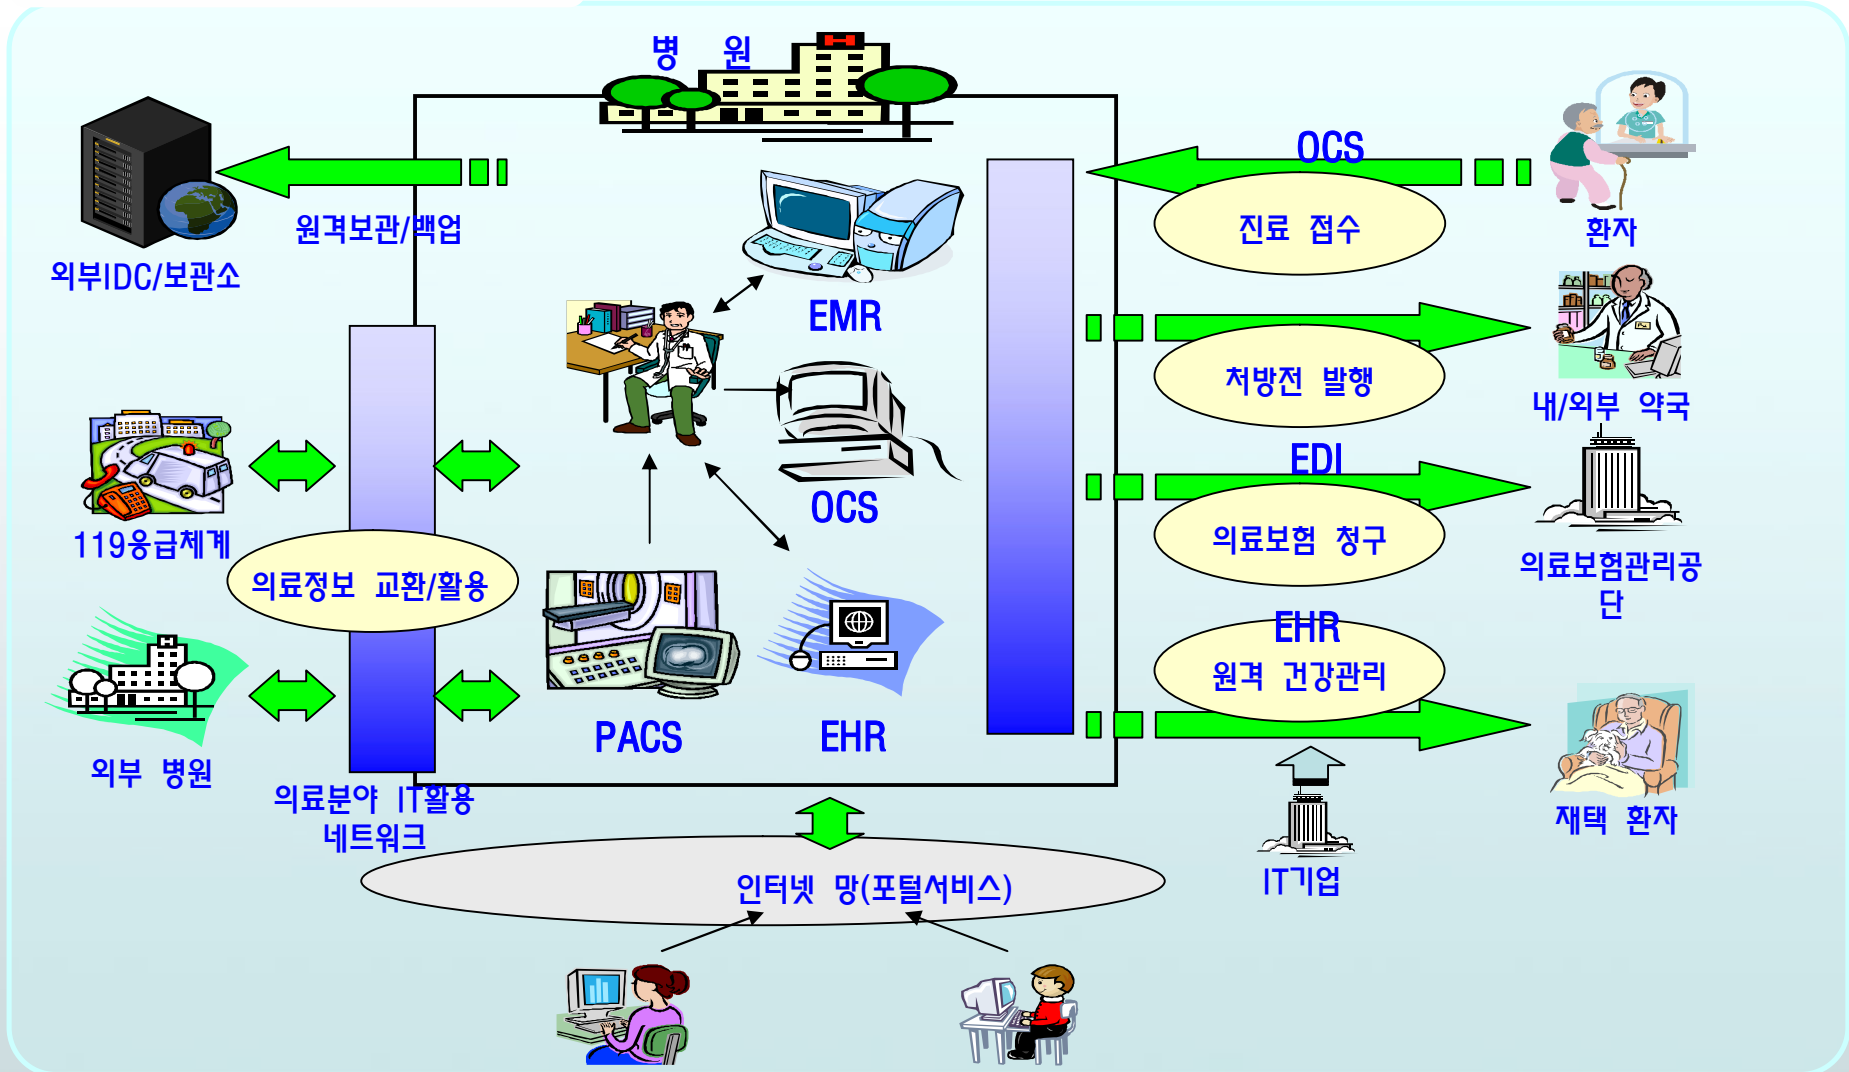 병 원
OCS
진료 접수
환자
원격보관/백업
외부IDC/보관소
EMR
처방전 발행
내/외부 약국
OCS
EDI
의료보험 청구
의료보험관리공
단
119응급체계
의료정보 교환/활용
PACS
EHR
EHR
원격 건강관리
외부 병원
의료분야 IT활용
네트워크
재택 환자
IT기업
인터넷 망(포털서비스)